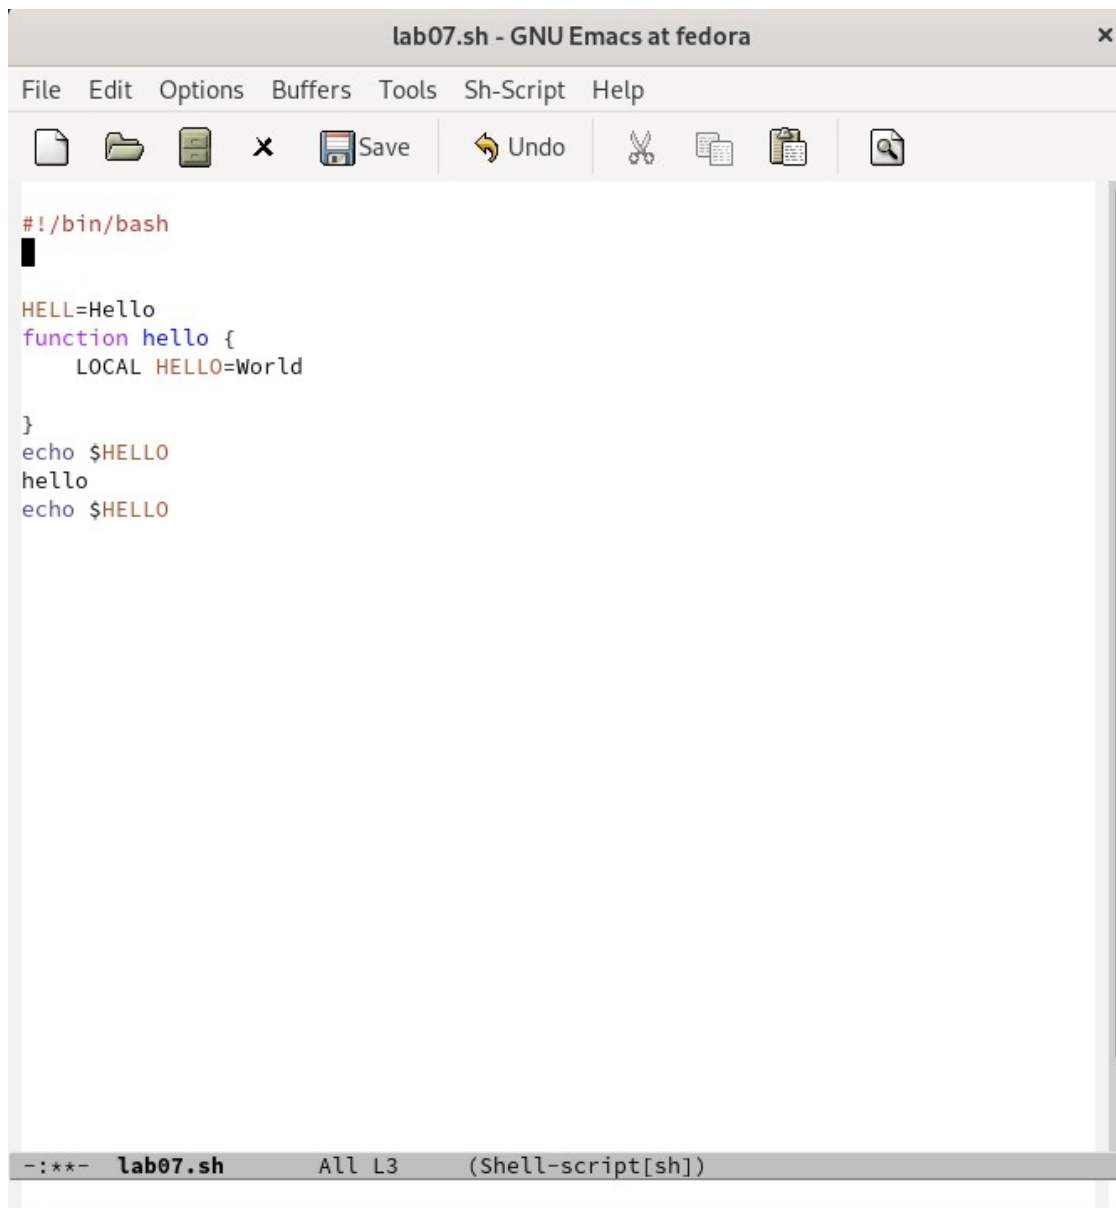 lab07.sh - GNU Emacs at fedora
File Edit Options Buffers Tools Sh-Script Help
Save Undo
#!/bin/bash
HELL=Hello
function hello {
    LOCAL HELLO=World
}
echo $HELLO
hello
echo $HELLO
-:**- lab07.sh All L3 (Shell-script[sh])